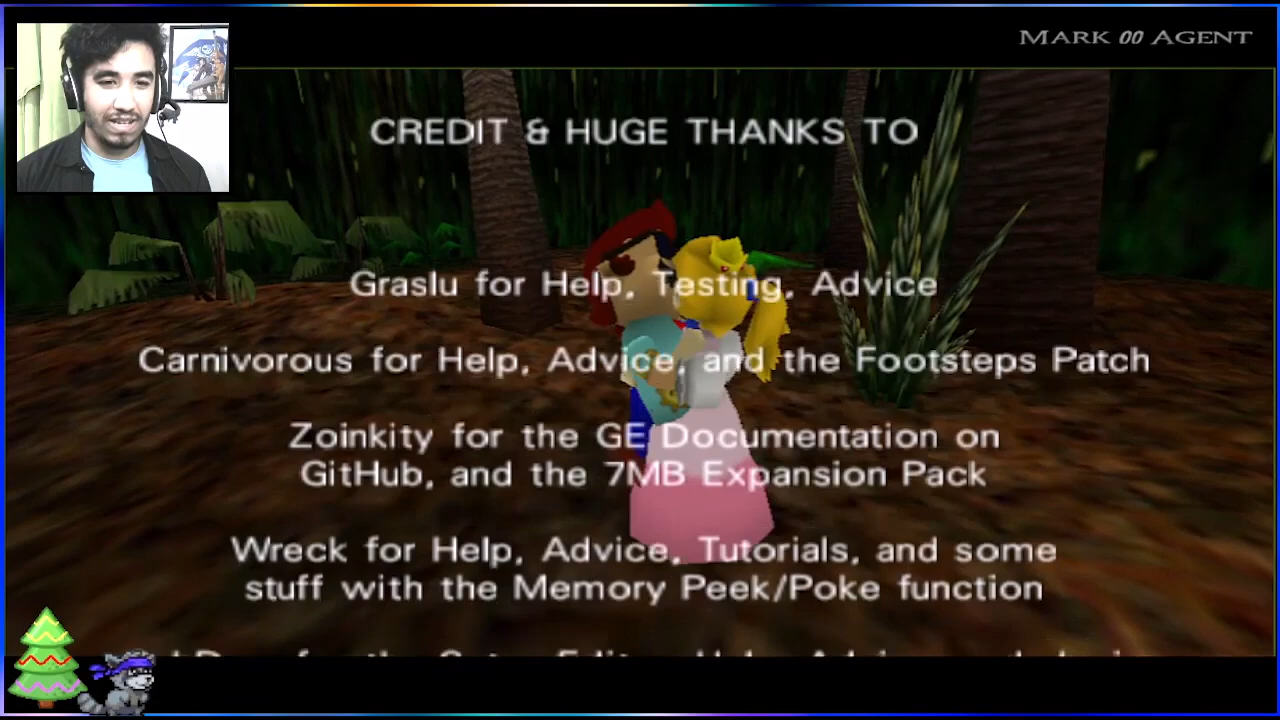 MARK 00 AGENT
CREDIT & HUGE THANKS TO
Graslu for Help, Testing, Advice
Carnivorous for Help, Advice, and the Footsteps Patch
Zoinkity for the GE Documentation on
GitHub, and the 7MB Expansion Pack
Wreck for Help, Advice, Tutorials, and some
stuff with the Memory Peek/Poke function